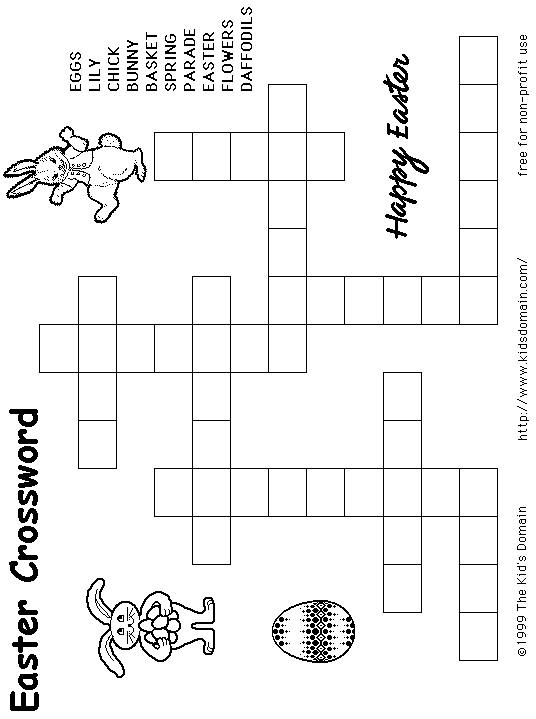 Easter Crossword
EGGS
LILY
CHICK
BUNNY
BASKET
SPRING
PARADE
EASTER
FLOWERS
DAFFODILS
Happy Easter
©1999 The Kid's Domain http://www.kidsdomain.com/ free for non-profit use